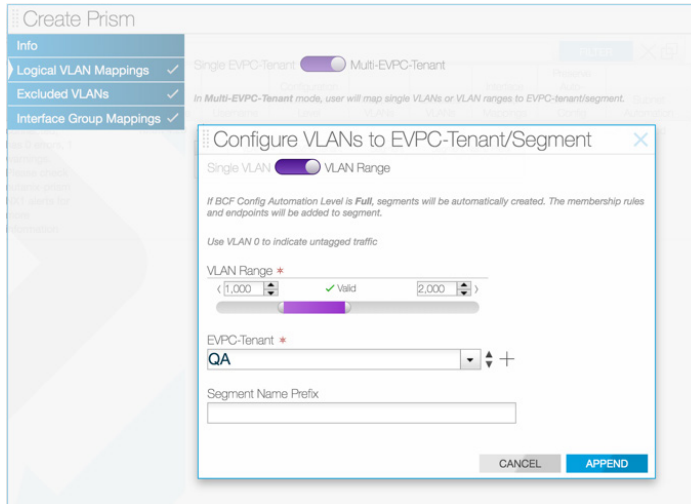 Create Prism
Info
Logical VLAN Mappings
Excluded VLANs
Interface Group Mappings
Single EVPC-Tenant Multi-EVPC-Tenant
FILTER
In Multi-EVPC-Tenant mode, user will map single VLANs or VLAN ranges to EVPC-tenant/segment.
Configure VLANs to EVPC-Tenant/Segment
Single VLAN VLAN Range
If BCF Config Automation Level is Full, segments will be automatically created. The membership rules
and endpoints will be added to segment.
Use VLAN 0 to indicate untagged traffic
VLAN Range *
1,000 Valid 2,000
EVPC-Tenant *
QA
Segment Name Prefix
CANCEL APPEND